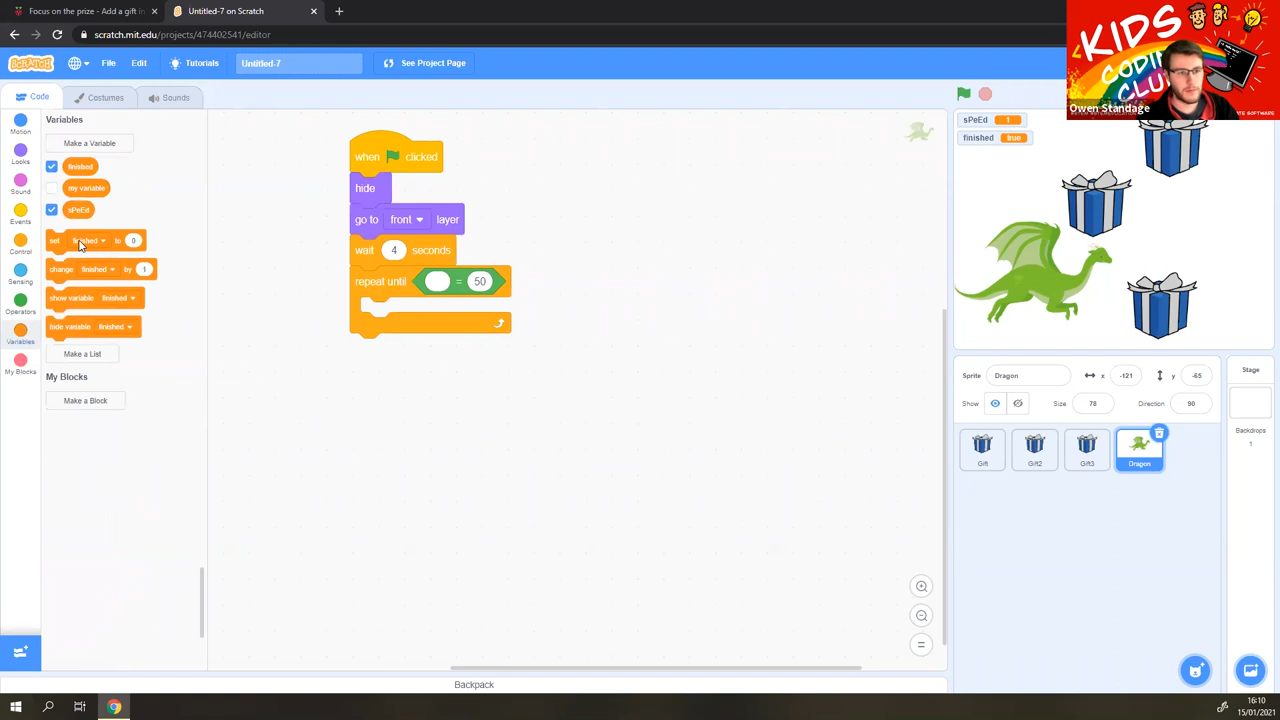 Focus on the prize - Add a gift in
Untitled-7 on Scratch
scratch.mit.edu/projects/474402541/editor
SCRATCH
File
Edit
Tutorials
Untitled-7
See Project Page
KIDS
CODING
CLUB
Owen Standage
Code
Costumes
Sounds
Motion
Looks
Sound
Events
Control
Sensing
Operators
Variables
My Blocks
Variables
Make a Variable
finished
my variable
sPeEd
set finished to 0
change finished by 1
show variable finished
hide variable finished
Make a List
My Blocks
Make a Block
when clicked
hide
go to front layer
wait 4 seconds
repeat until = 50
sPeEd 1
finished true
Sprite Dragon x -121 y -65
Show Size 78 Direction 90
Gift
Gift2
Gift3
Dragon
Stage
Backdrops
1
Backpack
16:10
15/01/2021